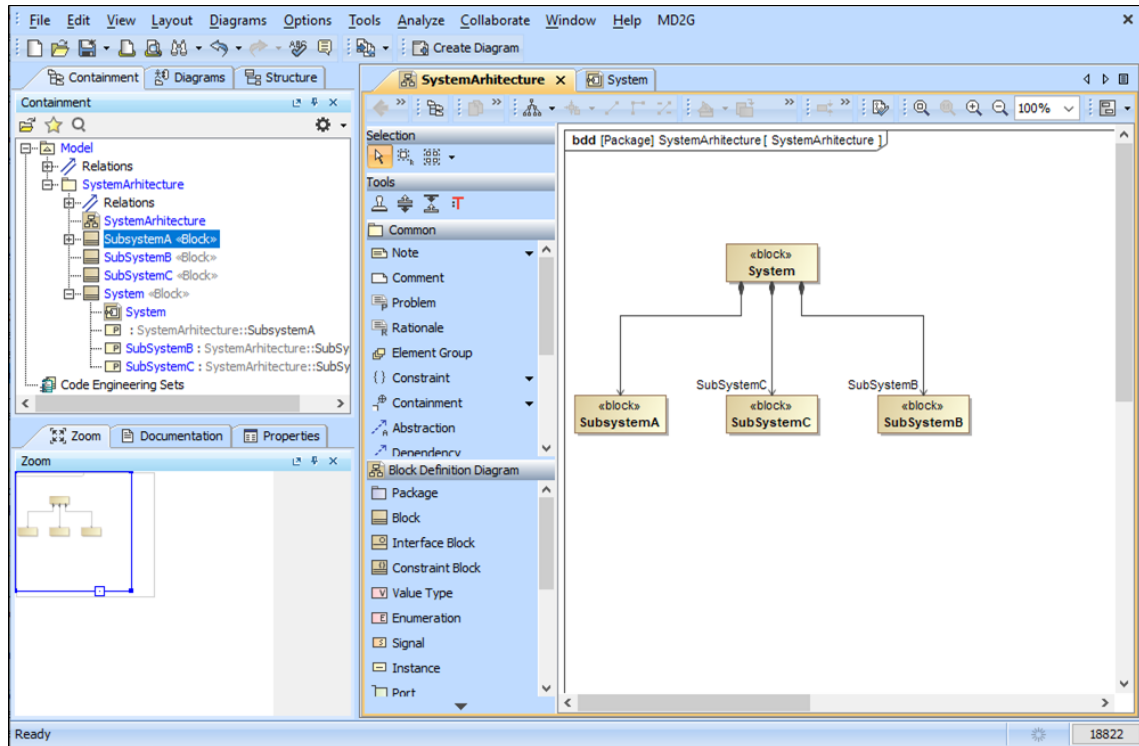 File Edit View Layout Diagrams Options Tools Analyze Collaborate Window Help MD2G
Create Diagram
Containment Diagrams Structure
Containment
Model
Relations
SystemArhitecture
Relations
SystemArhitecture
SubsystemA «Block»
SubSystemB «Block»
SubSystemC «Block»
System «Block»
System
: SystemArhitecture::SubsystemA
SubSystemB : SystemArhitecture::SubSy
SubSystemC : SystemArhitecture::SubSy
Code Engineering Sets
Zoom Documentation Properties
Zoom
SystemArhitecture System
100%
Selection
Tools
Common
Note
Comment
Problem
Rationale
Element Group
Constraint
Containment
Abstraction
Dependency
Block Definition Diagram
Package
Block
Interface Block
Constraint Block
Value Type
Enumeration
Signal
Instance
Port
bdd [Package] SystemArhitecture [ SystemArhitecture ]
«block»
System
SubSystemC SubSystemB
«block» «block» «block»
SubsystemA SubSystemC SubSystemB
Ready 18822